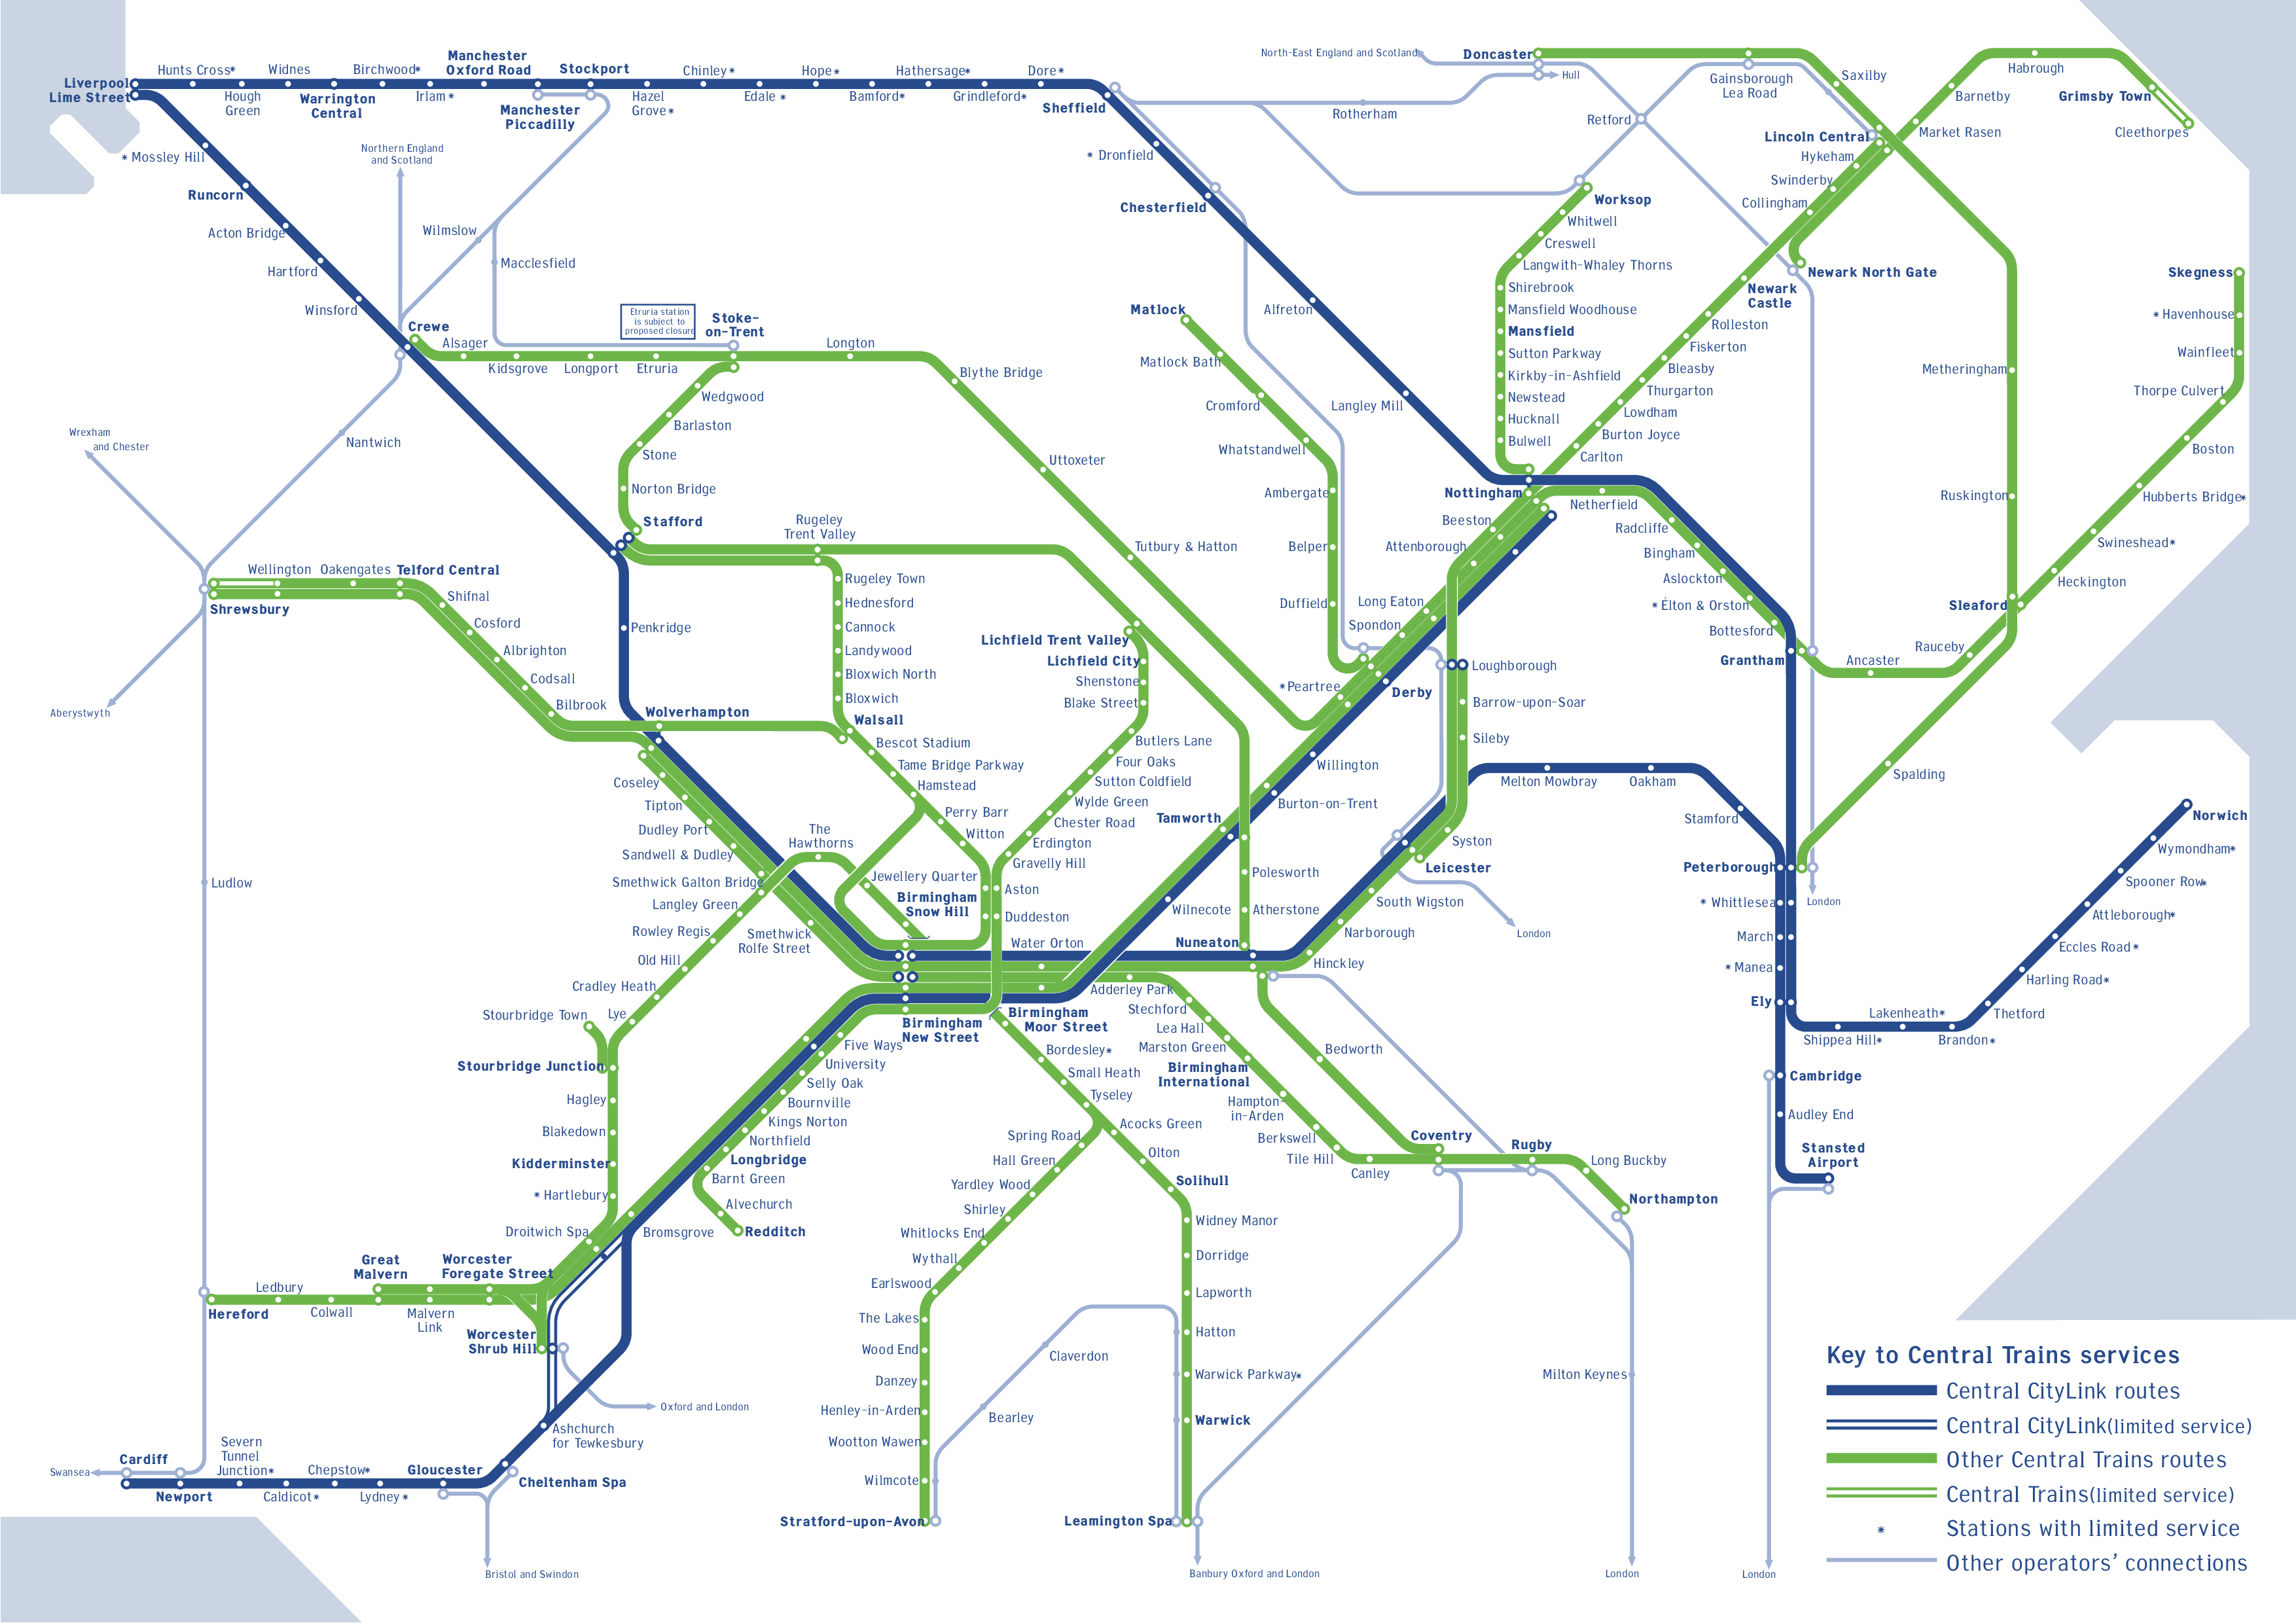 Liverpool
Lime Street
Hunts Cross*
Hough
Green
Widnes
Warrington
Central
Birchwood*
Irlam *
Manchester
Oxford Road
Manchester
Piccadilly
Stockport
Hazel
Grove *
Chinley *
Edale *
Hope *
Bamford*
Hathersage*
Grindleford*
Dore *
Sheffield
North-East England and Scotland
Doncaster
Hull
Rotherham
Retford
Gainsborough
Lea Road
Saxilby
Lincoln Central
Hykeham
Swinderby
Collingham
Market Rasen
Barnetby
Habrough
Grimsby Town
Cleethorpes
* Mossley Hill
Runcorn
Acton Bridge
Hartford
Winsford
Northern England
and Scotland
Wilmslow
Macclesfield
Crewe
Alsager
Kidsgrove
Longport
Etruria
Etruria station
is subject to
proposed closure
Stoke-
on-Trent
Longton
Blythe Bridge
Uttoxeter
Tutbury & Hatton
Wedgwood
Barlaston
Stone
Norton Bridge
Stafford
Rugeley
Trent Valley
Rugeley Town
Hednesford
Cannock
Landywood
Bloxwich North
Bloxwich
Walsall
Bescot Stadium
Tame Bridge Parkway
Hamstead
Perry Barr
Witton
Penkridge
Wolverhampton
Wrexham
and Chester
Nantwich
Wellington
Oakengates
Telford Central
Shrewsbury
Shifnal
Cosford
Albrighton
Codsall
Bilbrook
Aberystwyth
Ludlow
Coseley
Tipton
Dudley Port
Sandwell & Dudley
Smethwick Galton Bridge
Langley Green
Rowley Regis
Old Hill
Cradley Heath
Lye
Stourbridge Town
Stourbridge Junction
Hagley
Blakedown
Kidderminster
* Hartlebury
Droitwich Spa
The
Hawthorns
Jewellery Quarter
Birmingham
Snow Hill
Smethwick
Rolfe Street
* Dronfield
Chesterfield
Alfreton
Langley Mill
Matlock
Matlock Bath
Cromford
Whatstandwell
Ambergate
Belper
Duffield
Worksop
Whitwell
Creswell
Langwith-Whaley Thorns
Shirebrook
Mansfield Woodhouse
Mansfield
Sutton Parkway
Kirkby-in-Ashfield
Newstead
Hucknall
Bulwell
Nottingham
Beeston
Attenborough
Long Eaton
Spondon
Derby
* Peartree
Willington
Burton-on-Trent
Tamworth
Wilnecote
Water Orton
Newark North Gate
Newark
Castle
Rolleston
Fiskerton
Bleasby
Thurgarton
Lowdham
Burton Joyce
Carlton
Netherfield
Radcliffe
Bingham
Aslockton
* Élton & Orston
Bottesford
Grantham
Ancaster
Rauceby
Sleaford
Metheringham
Ruskington
Heckington
Swineshead*
Hubberts Bridge*
Boston
Thorpe Culvert
Wainfleet
* Havenhouse
Skegness
Spalding
Loughborough
Barrow-upon-Soar
Sileby
Syston
Leicester
South Wigston
Narborough
Hinckley
London
Melton Mowbray
Oakham
Stamford
Peterborough
London
* Whittlesea
March
* Manea
Ely
Shippea Hill*
Lakenheath*
Brandon*
Thetford
Harling Road*
Eccles Road *
Attleborough*
Spooner Row*
Wymondham*
Norwich
Cambridge
Audley End
Stansted
Airport
Lichfield Trent Valley
Lichfield City
Shenstone
Blake Street
Butlers Lane
Four Oaks
Sutton Coldfield
Wylde Green
Chester Road
Erdington
Gravelly Hill
Aston
Duddeston
Polesworth
Atherstone
Nuneaton
Bedworth
Coventry
Rugby
Long Buckby
Northampton
Milton Keynes
London
London
Adderley Park
Stechford
Lea Hall
Marston Green
Birmingham
International
Hampton-
in-Arden
Berkswell
Tile Hill
Canley
Birmingham
New Street
Birmingham
Moor Street
Five Ways
University
Selly Oak
Bournville
Kings Norton
Northfield
Longbridge
Barnt Green
Alvechurch
Redditch
Bromsgrove
Bordesley*
Small Heath
Tyseley
Acocks Green
Olton
Solihull
Widney Manor
Dorridge
Lapworth
Hatton
Warwick Parkway*
Warwick
Leamington Spa
Banbury Oxford and London
Spring Road
Hall Green
Yardley Wood
Shirley
Whitlocks End
Wythall
Earlswood
The Lakes
Wood End
Danzey
Henley-in-Arden
Wootton Wawen
Wilmcote
Stratford-upon-Avon
Claverdon
Bearley
Great
Malvern
Worcester
Foregate Street
Ledbury
Hereford
Colwall
Malvern
Link
Worcester
Shrub Hill
Oxford and London
Ashchurch
for Tewkesbury
Cheltenham Spa
Gloucester
Lydney *
Chepstow*
Caldicot *
Severn
Tunnel
Junction*
Newport
Cardiff
Swansea
Bristol and Swindon
Key to Central Trains services
Central CityLink routes
Central CityLink(limited service)
Other Central Trains routes
Central Trains(limited service)
* Stations with limited service
Other operators' connections